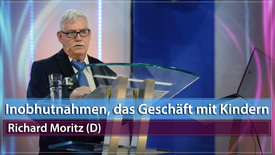 Inobhutnahmen, das Geschäft mit Kindern
Richard Moritz (D)